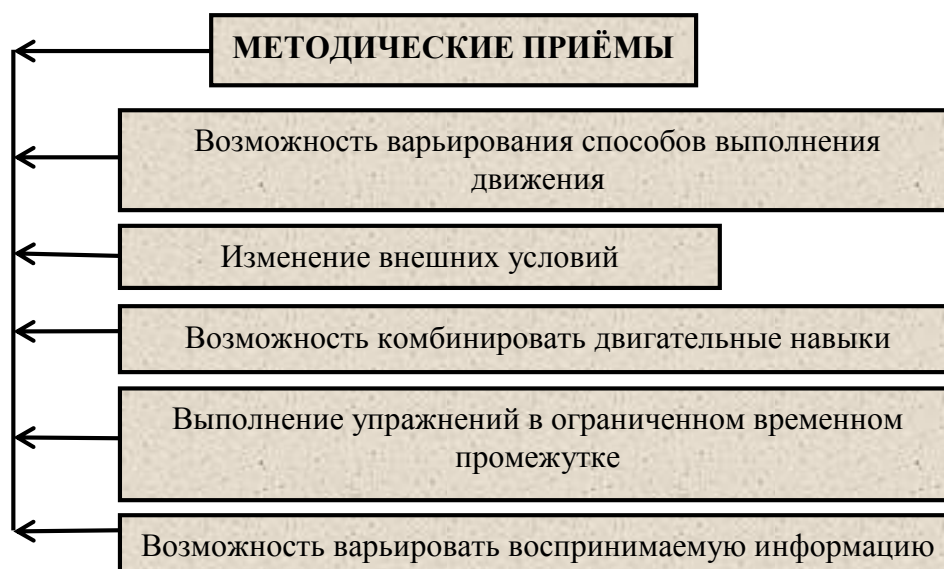 МЕТОДИЧЕСКИЕ ПРИЁМЫ
Возможность варьирования способов выполнения
движения
Изменение внешних условий
Возможность комбинировать двигательные навыки
Выполнение упражнений в ограниченном временном
промежутке
Возможность варьировать воспринимаемую информацию